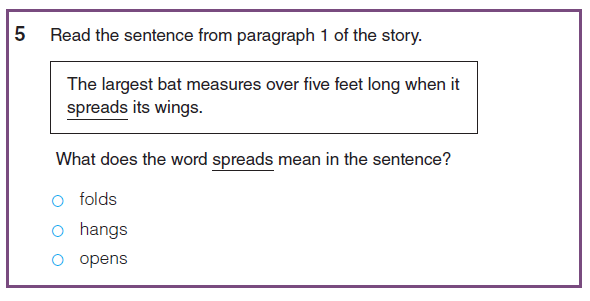 5 Read the sentence from paragraph 1 of the story.
The largest bat measures over five feet long when it
spreads its wings.
What does the word spreads mean in the sentence?
folds
hangs
opens